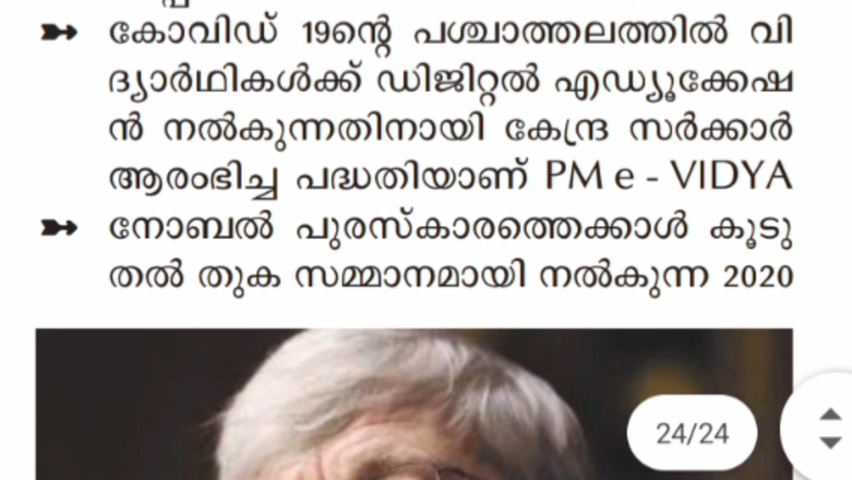 ➳ കോവിഡ് 19ന്റെ പശ്ചാത്തലത്തിൽ വി
ദ്യാർഥികൾക്ക് ഡിജിറ്റൽ എഡ്യൂക്കേഷ
ൻ നൽകുന്നതിനായി കേന്ദ്ര സർക്കാർ
ആരംഭിച്ച പദ്ധതിയാണ് PM e - VIDYA
➳ നോബൽ പുരസ്കാരത്തെക്കാൾ കൂടു
തൽ തുക സമ്മാനമായി നൽകുന്ന 2020
24/24